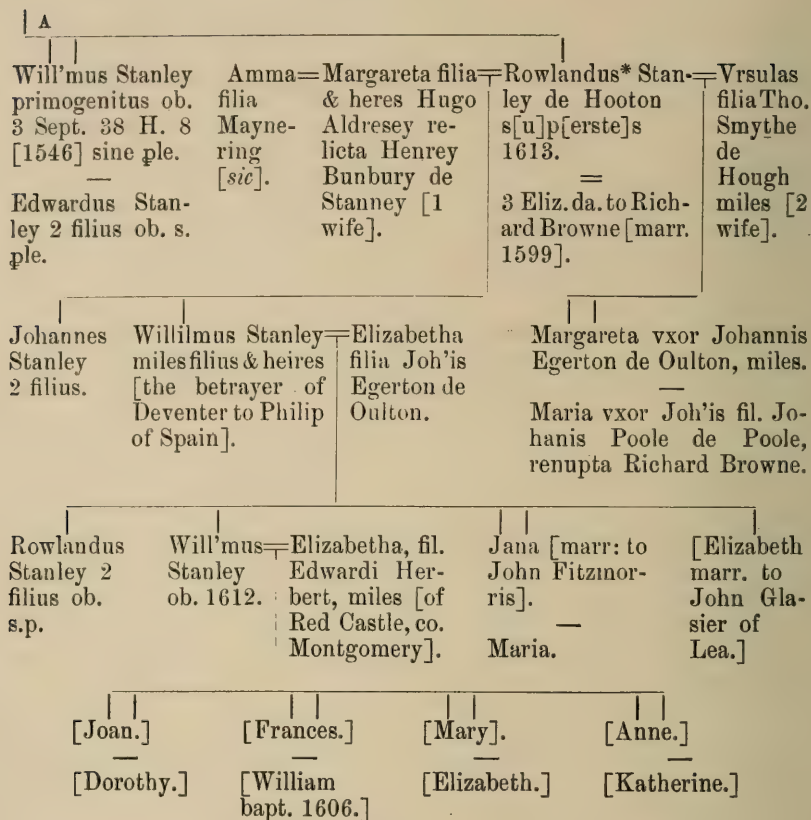 A
Will'mus Stanley
primogenitus ob.
3 Sept. 38 H. 8
[1546] sine ꝑle.
—
Edwardus Stan-
ley 2 filius ob. s.
ꝑle.
Amma=
filia
Mayne-
ring
[sic].
Margareta filia
& heres Hugo
Aldresey re-
licta Henrey
Bunbury de
Stanney [1
wife].
=Rowlandus* Stan-
ley de Hooton
s[u]p[erste]s
1613.
=
3 Eliz. da. to Rich-
ard Browne [marr.
1599].
=Vrsulas
filia Tho.
Smythe
de
Hough
miles [2
wife].
Johannes
Stanley
2 filius.
Willilmus Stanley=
miles filius & heires
[the betrayer of
Deventer to Philip
of Spain].
Elizabetha
filia Joh'is
Egerton de
Oulton.
Margareta vxor Johannis
Egerton de Oulton, miles.
—
Maria vxor Joh'is fil. Jo-
hanis Poole de Poole,
renupta Richard Browne.
Rowlandus
Stanley 2
filius ob.
s.p.
Will'mus=
Stanley
ob. 1612.
Elizabetha, fil.
Edwardi Her-
bert, miles [of
Red Castle, co.
Montgomery].
Jana [marr: to
John Fitzmor-
ris].
—
Maria.
[Elizabeth
marr. to
John Gla-
sier of
Lea.]
[Joan.]
—
[Dorothy.]
[Frances.]
—
[William
bapt. 1606.]
[Mary].
—
[Elizabeth.]
[Anne.]
—
[Katherine.]